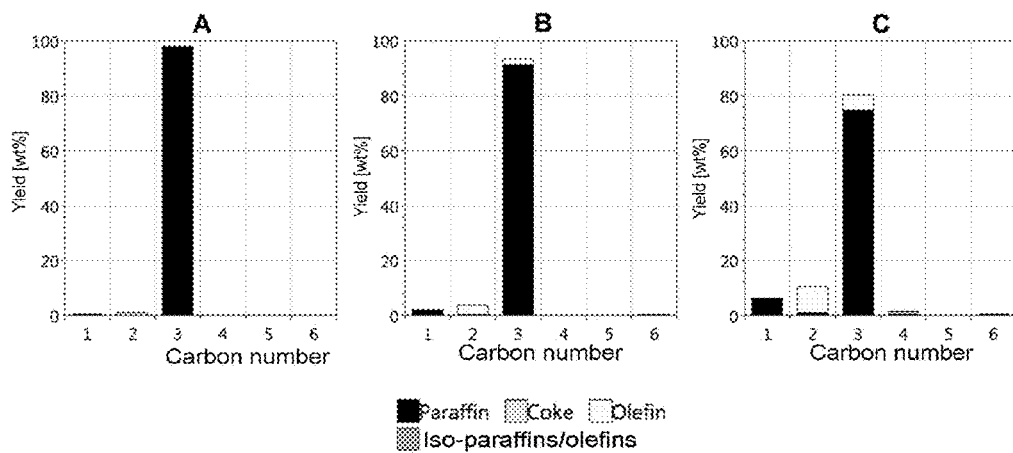 A B C
100 100 100
80 80 80
60 60 60
40 40 40
20 20 20
0 0 0
Yield [wt%] Yield [wt%] Yield [wt%]
1 2 3 4 5 6 1 2 3 4 5 6 1 2 3 4 5 6
Carbon number Carbon number Carbon number
Paraffin Coke Olefin
Iso-paraffins/olefins